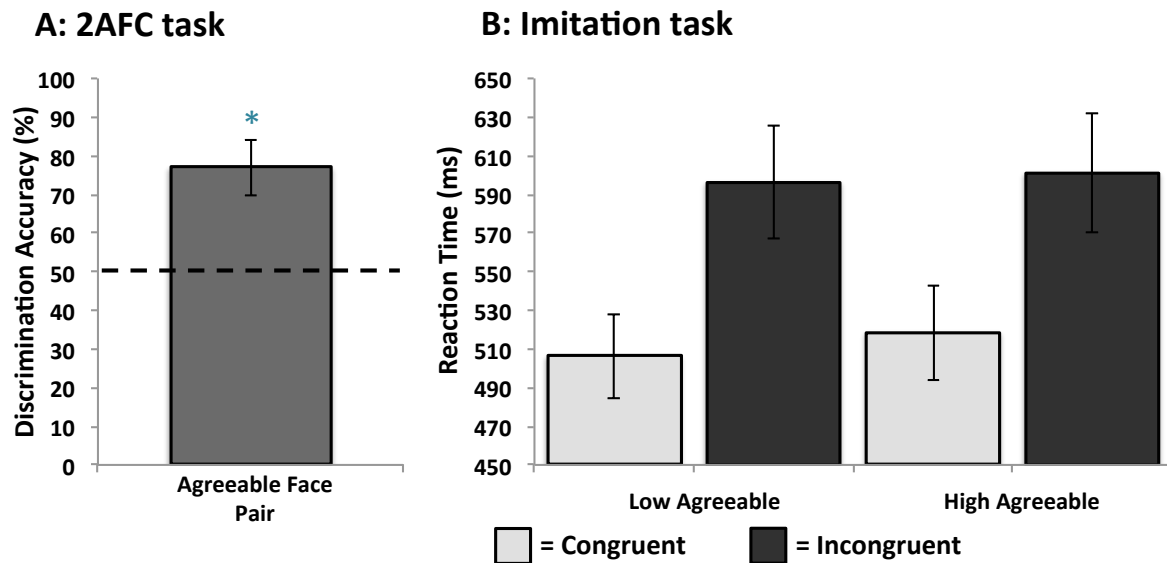 A: 2AFC task
Discrimination Accuracy (%)
100
90
80
70
60
50
40
30
20
10
0
*
Agreeable Face
Pair
B: Imitation task
Reaction Time (ms)
650
630
610
590
570
550
530
510
490
470
450
Low Agreeable
High Agreeable
= Congruent
= Incongruent